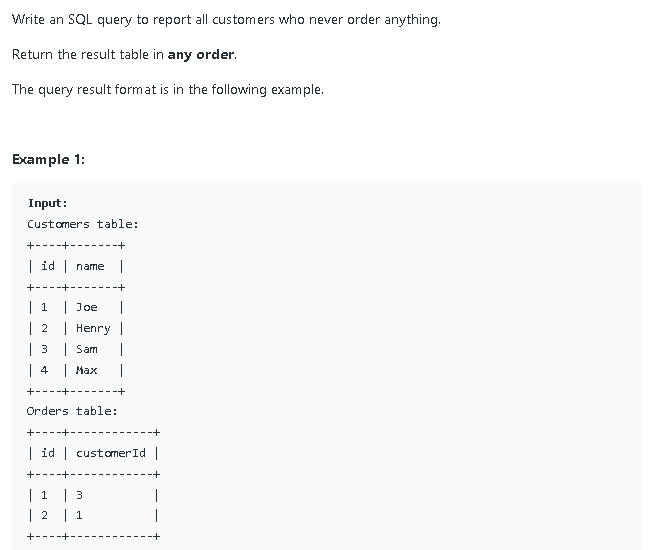 Write an SQL query to report all customers who never order anything.
Return the result table in any order.
The query result format is in the following example.
Example 1:
Input:
Customers table:
+----+-------+
| id | name  |
+----+-------+
| 1  | Joe   |
| 2  | Henry |
| 3  | Sam   |
| 4  | Max   |
+----+-------+
Orders table:
+----+------------+
| id | customerId |
+----+------------+
| 1  | 3          |
| 2  | 1          |
+----+------------+